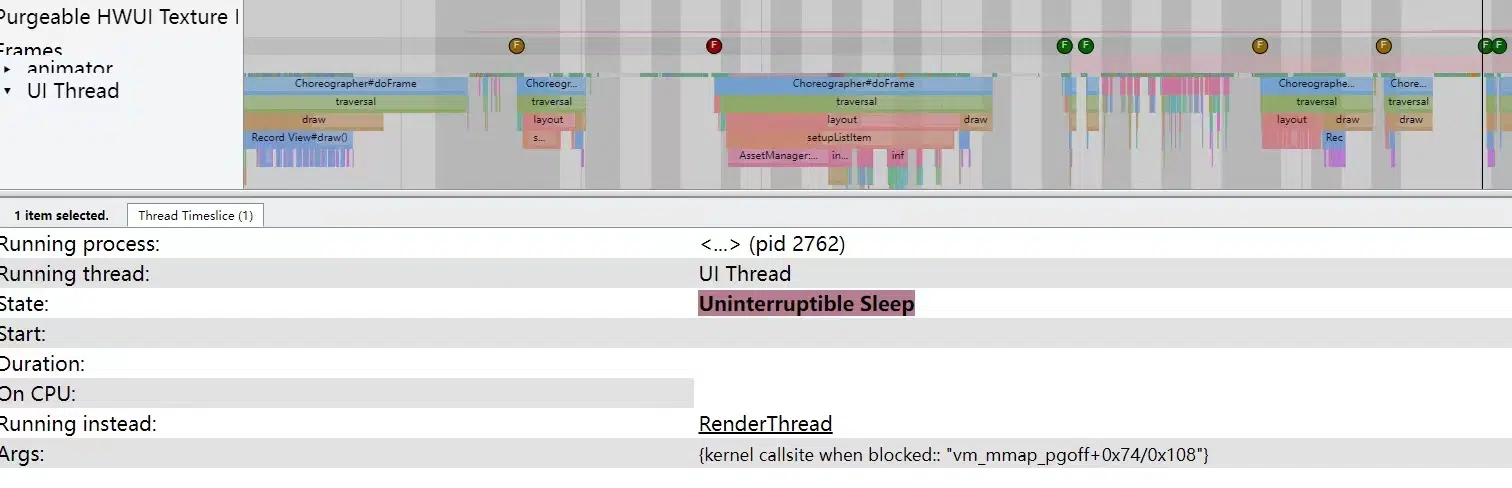 Purgeable HWUI Texture I
Frames
animator
UI Thread
F F F F F F F F
Choreographer#doFrame Choreogr... Choreographer#doFrame Choreographe... Chore...
traversal traversal traversal traversal traversal
draw layout layout draw layout draw draw
Record View#draw() s... setupListItem Rec
AssetManager:... in... inf
1 item selected. Thread Timeslice (1)
Running process: <...> (pid 2762)
Running thread: UI Thread
State: Uninterruptible Sleep
Start:
Duration:
On CPU:
Running instead: RenderThread
Args: {kernel callsite when blocked:: "vm_mmap_pgoff+0x74/0x108"}